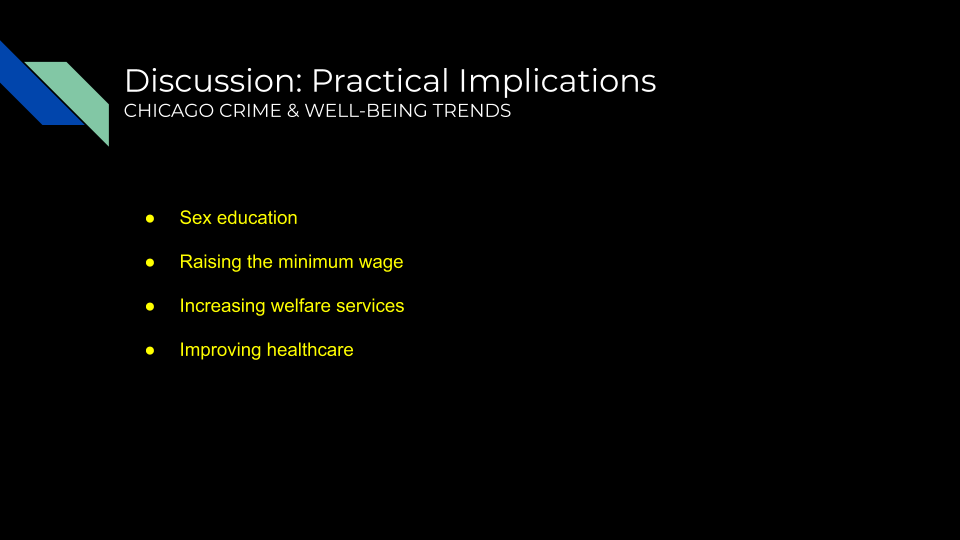 Discussion: Practical Implications
CHICAGO CRIME & WELL-BEING TRENDS
● Sex education
● Raising the minimum wage
● Increasing welfare services
● Improving healthcare